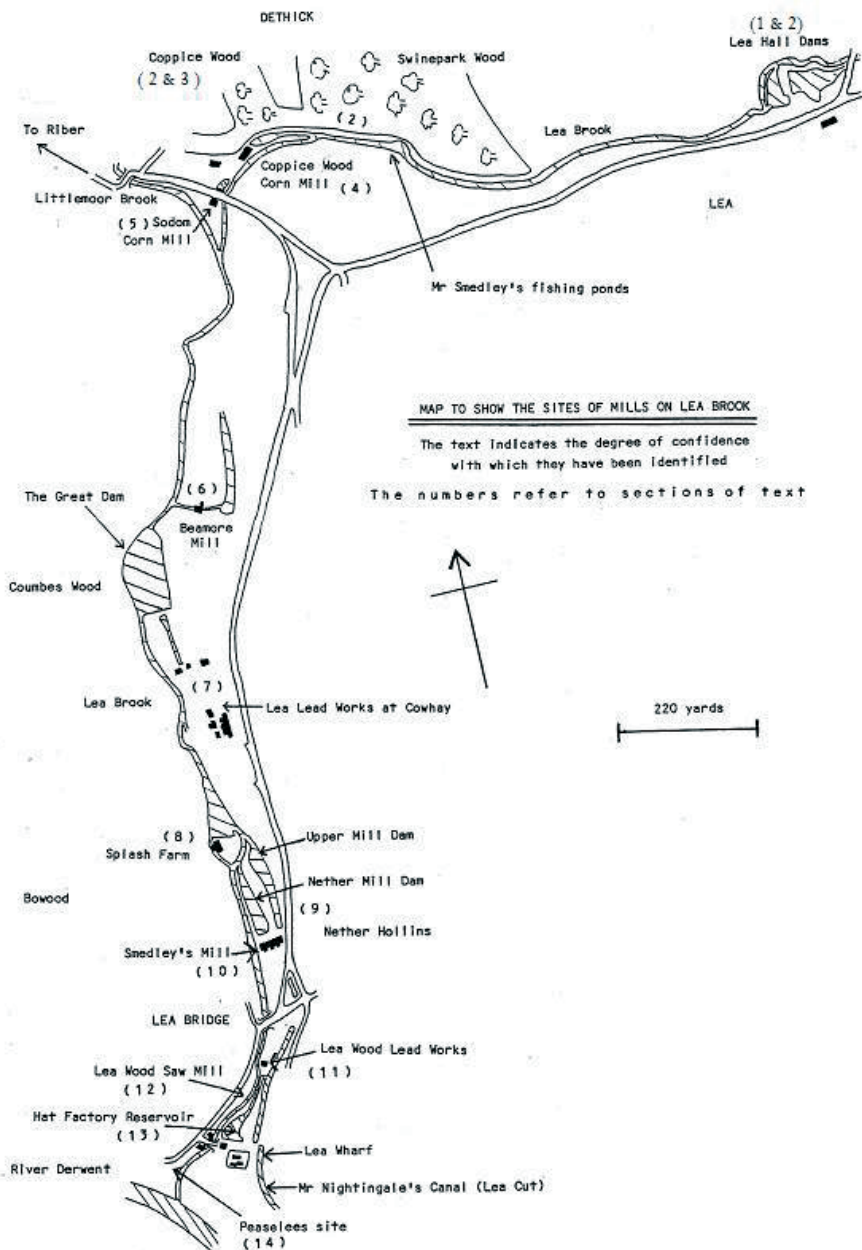 DETHICK
(1 & 2)
Lea Hall Dams
Coppice Wood
(2 & 3)
Swinepark Wood
(2)
Lea Brook
To Riber
Coppice Wood
Corn Mill (4)
LEA
Littlemoor Brook
(5) Sodom
Corn Mill
Mr Smedley's fishing ponds
MAP TO SHOW THE SITES OF MILLS ON LEA BROOK
The text indicates the degree of confidence
with which they have been identified
The numbers refer to sections of text
(6)
The Great Dam
Beamore
Mill
Coumbes Wood
(7)
Lea Brook
Lea Lead Works at Cowhay
220 yards
(8)
Splash Farm
Upper Mill Dam
Nether Mill Dam
Bowood
(9)
Nether Hollins
Smedley's Mill
(10)
LEA BRIDGE
Lea Wood Lead Works
(11)
Lea Wood Saw Mill
(12)
Hat Factory Reservoir
(13)
Lea Wharf
River Derwent
Mr Nightingale's Canal (Lea Cut)
Peaselees site
(14)